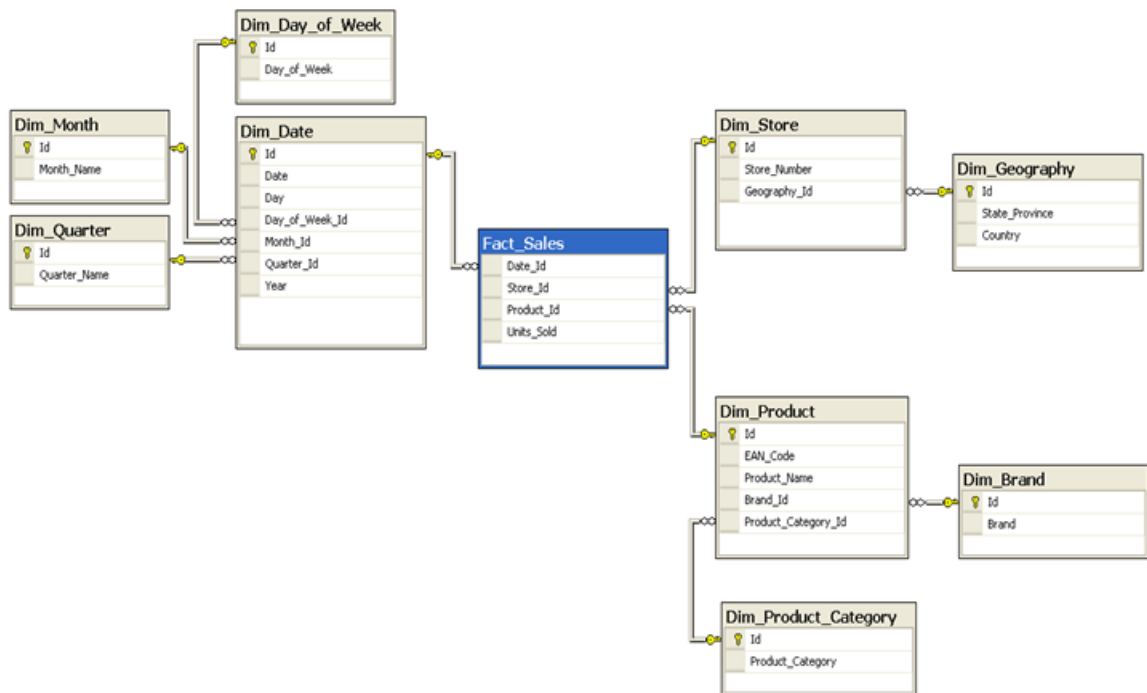 Dim_Day_of_Week
Id
Day_of_Week
Dim_Month
Id
Month_Name
Dim_Quarter
Id
Quarter_Name
Dim_Date
Id
Date
Day
Day_of_Week_Id
Month_Id
Quarter_Id
Year
Fact_Sales
Date_Id
Store_Id
Product_Id
Units_Sold
Dim_Store
Id
Store_Number
Geography_Id
Dim_Geography
Id
State_Province
Country
Dim_Product
Id
EAN_Code
Product_Name
Brand_Id
Product_Category_Id
Dim_Brand
Id
Brand
Dim_Product_Category
Id
Product_Category